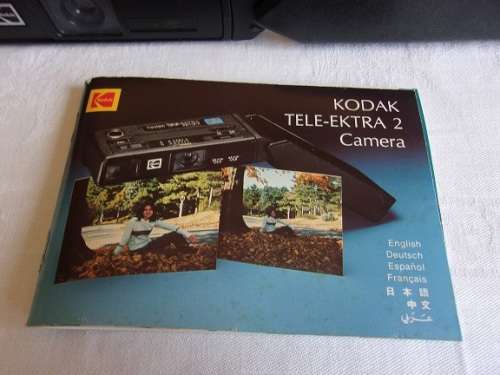 Kodak
KODAK
TELE-EKTRA 2
Camera
English
Deutsch
Español
Français
日本語
中文
عربي